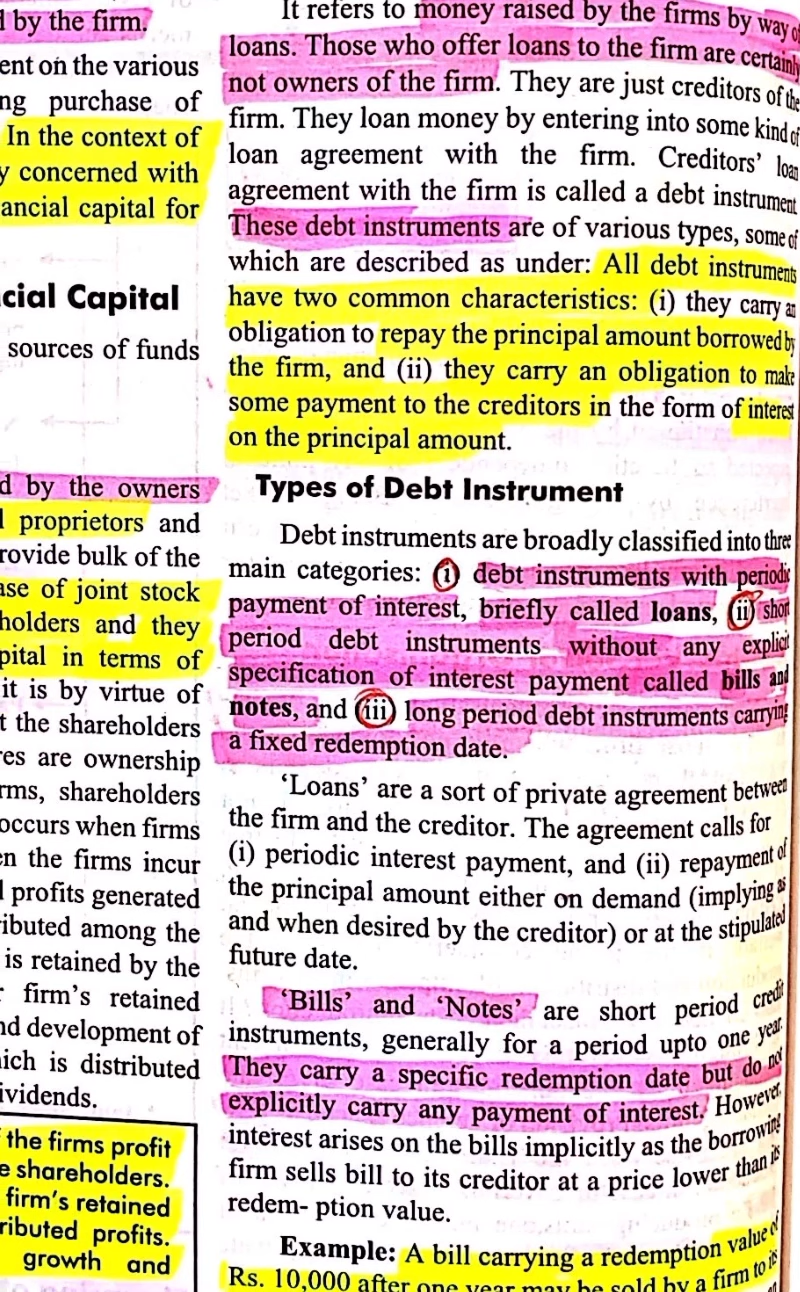 l by the firm.
ent on the various
ng purchase of
In the context of
y concerned with
ancial capital for
cial Capital
sources of funds
d by the owners
l proprietors and
rovide bulk of the
ase of joint stock
holders and they
pital in terms of
it is by virtue of
t the shareholders
res are ownership
rms, shareholders
occurs when firms
en the firms incur
l profits generated
ributed among the
is retained by the
r firm's retained
nd development of
ich is distributed
ividends.
the firms profit
e shareholders.
firm's retained
ributed profits.
growth and
It refers to money raised by the firms by way of
loans. Those who offer loans to the firm are certainly
not owners of the firm. They are just creditors of the
firm. They loan money by entering into some kind of
loan agreement with the firm. Creditors' loan
agreement with the firm is called a debt instrument
These debt instruments are of various types, some of
which are described as under: All debt instruments
have two common characteristics: (i) they carry an
obligation to repay the principal amount borrowed by
the firm, and (ii) they carry an obligation to make
some payment to the creditors in the form of interest
on the principal amount.
Types of Debt Instrument
Debt instruments are broadly classified into three
main categories: (i) debt instruments with periodic
payment of interest, briefly called loans, (ii) short
period debt instruments without any explicit
specification of interest payment called bills and
notes, and (iii) long period debt instruments carrying
a fixed redemption date.
'Loans' are a sort of private agreement between
the firm and the creditor. The agreement calls for
(i) periodic interest payment, and (ii) repayment of
the principal amount either on demand (implying as
and when desired by the creditor) or at the stipulated
future date.
'Bills' and 'Notes' are short period credit
instruments, generally for a period upto one year.
They carry a specific redemption date but do not
explicitly carry any payment of interest. However,
interest arises on the bills implicitly as the borrowing
firm sells bill to its creditor at a price lower than its
redem- ption value.
Example: A bill carrying a redemption value of
Rs. 10,000 after one year may be sold by a firm to its